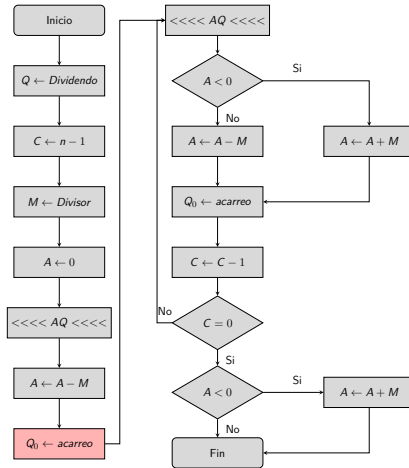 Inicio
Q ← Dividendo
C ← n − 1
M ← Divisor
A ← 0
<<<< AQ <<<<
A ← A − M
Q₀ ← acarreo
<<<< AQ <<<<
A < 0
Si
No
A ← A − M
A ← A + M
Q₀ ← acarreo
C ← C − 1
No
C = 0
Si
A < 0
Si
A ← A + M
No
Fin